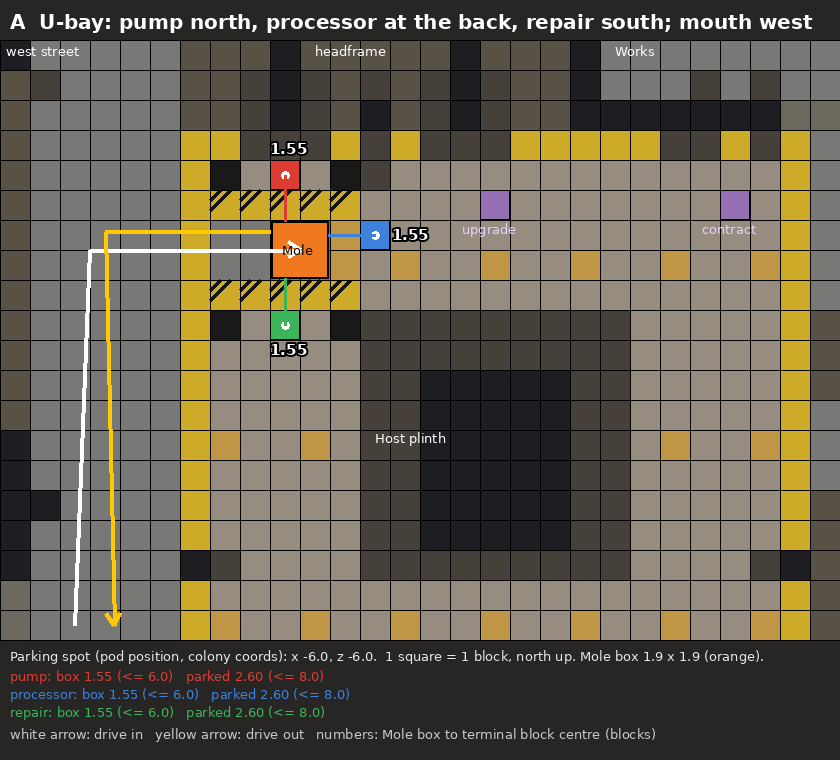 A U-bay: pump north, processor at the back, repair south; mouth west
west street
headframe
Works
1.55
upgrade
contract
1.55
Mole
1.55
Host plinth
Parking spot (pod position, colony coords): x -6.0, z -6.0. 1 square = 1 block, north up. Mole box 1.9 x 1.9 (orange).
pump: box 1.55 (<= 6.0) parked 2.60 (<= 8.0)
processor: box 1.55 (<= 6.0) parked 2.60 (<= 8.0)
repair: box 1.55 (<= 6.0) parked 2.60 (<= 8.0)
white arrow: drive in yellow arrow: drive out numbers: Mole box to terminal block centre (blocks)